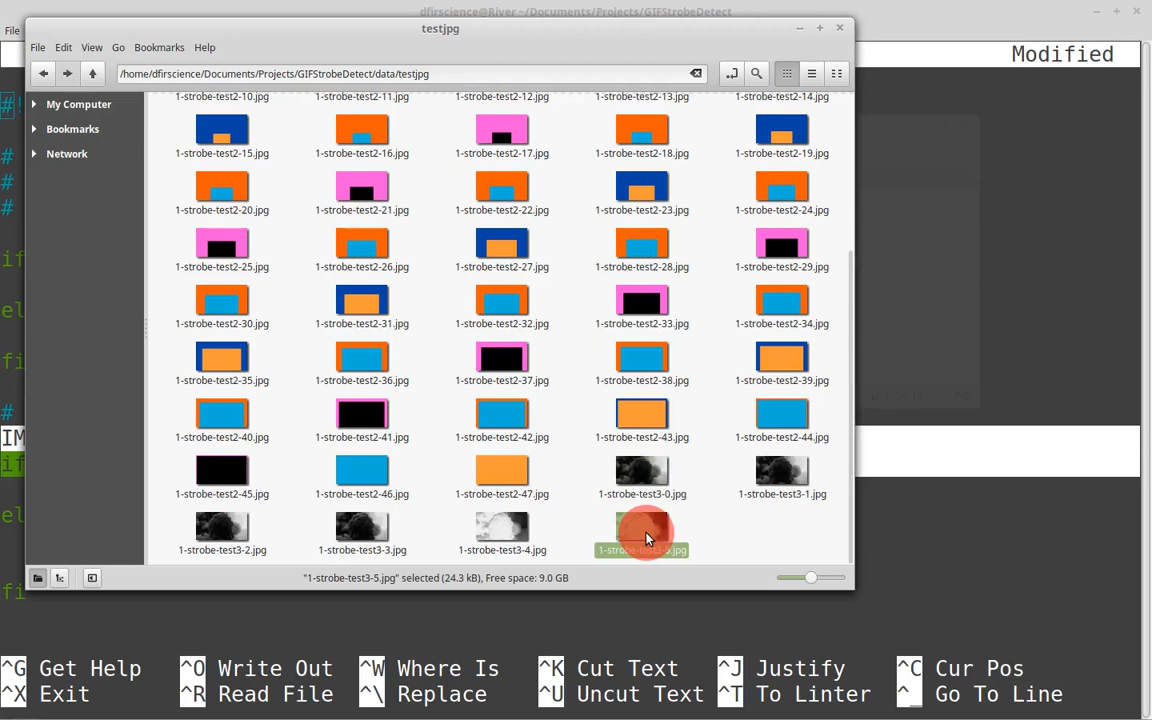 dfirscience@River ~/Documents/Projects/GIFStrobeDetect
File
testjpg
Modified
File Edit View Go Bookmarks Help
/home/dfirscience/Documents/Projects/GIFStrobeDetect/data/testjpg
#!
My Computer
Bookmarks
Network
1-strobe-test2-10.jpg 1-strobe-test2-11.jpg 1-strobe-test2-12.jpg 1-strobe-test2-13.jpg 1-strobe-test2-14.jpg
1-strobe-test2-15.jpg 1-strobe-test2-16.jpg 1-strobe-test2-17.jpg 1-strobe-test2-18.jpg 1-strobe-test2-19.jpg
#
#
#
1-strobe-test2-20.jpg 1-strobe-test2-21.jpg 1-strobe-test2-22.jpg 1-strobe-test2-23.jpg 1-strobe-test2-24.jpg
if
1-strobe-test2-25.jpg 1-strobe-test2-26.jpg 1-strobe-test2-27.jpg 1-strobe-test2-28.jpg 1-strobe-test2-29.jpg
el
1-strobe-test2-30.jpg 1-strobe-test2-31.jpg 1-strobe-test2-32.jpg 1-strobe-test2-33.jpg 1-strobe-test2-34.jpg
fi
1-strobe-test2-35.jpg 1-strobe-test2-36.jpg 1-strobe-test2-37.jpg 1-strobe-test2-38.jpg 1-strobe-test2-39.jpg
#
IM
1-strobe-test2-40.jpg 1-strobe-test2-41.jpg 1-strobe-test2-42.jpg 1-strobe-test2-43.jpg 1-strobe-test2-44.jpg
if
1-strobe-test2-45.jpg 1-strobe-test2-46.jpg 1-strobe-test2-47.jpg 1-strobe-test3-0.jpg 1-strobe-test3-1.jpg
el
1-strobe-test3-2.jpg 1-strobe-test3-3.jpg 1-strobe-test3-4.jpg 1-strobe-test3-5.jpg
"1-strobe-test3-5.jpg" selected (24.3 kB), Free space: 9.0 GB
fi
^G Get Help ^O Write Out ^W Where Is ^K Cut Text ^J Justify ^C Cur Pos
^X Exit ^R Read File ^\ Replace ^U Uncut Text ^T To Linter ^_ Go To Line